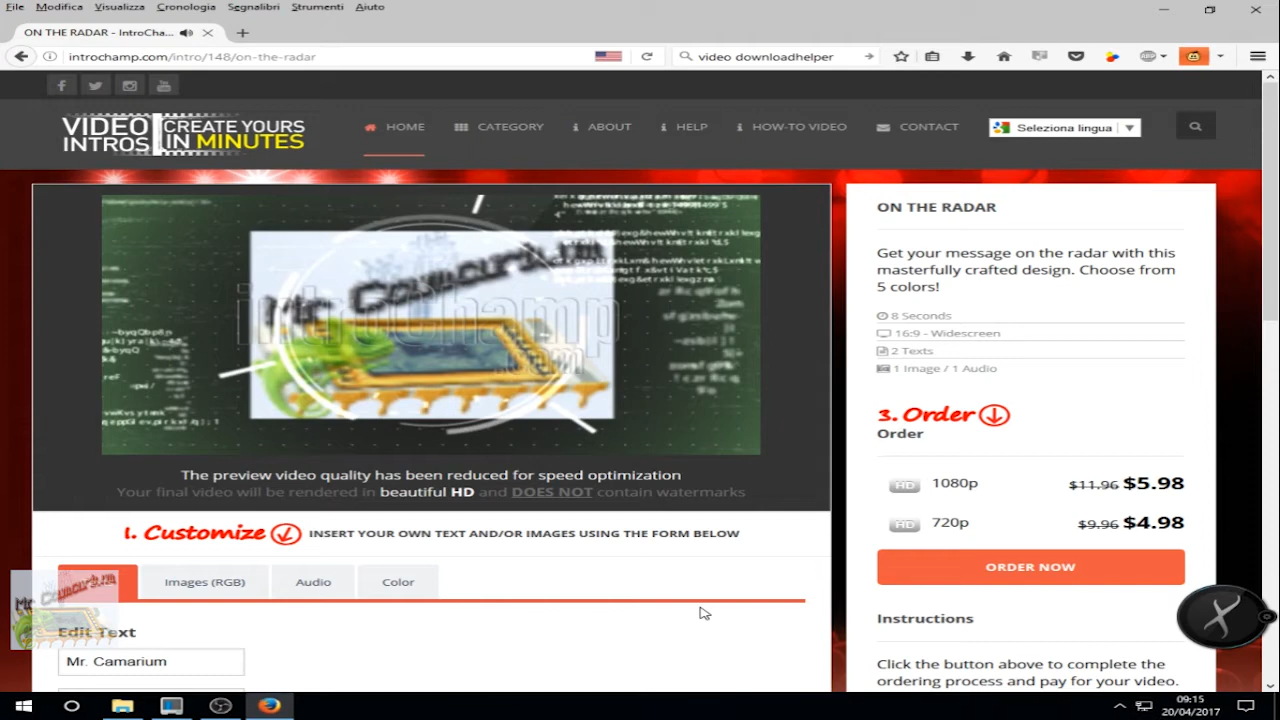 File Modifica Visualizza Cronologia Segnalibri Strumenti Aiuto
ON THE RADAR - IntroCha...
introchamp.com/intro/148/on-the-radar
video downloadhelper
VIDEO INTROS CREATE YOURS IN MINUTES
HOME CATEGORY ABOUT HELP HOW-TO VIDEO CONTACT
Seleziona lingua
ON THE RADAR
Get your message on the radar with this
masterfully crafted design. Choose from
5 colors!
8 Seconds
16:9 - Widescreen
2 Texts
1 Image / 1 Audio
introChamp
.com
The preview video quality has been reduced for speed optimization
Your final video will be rendered in beautiful HD and DOES NOT contain watermarks
3. Order
Order
HD 1080p $11.96 $5.98
HD 720p $9.96 $4.98
ORDER NOW
1. Customize INSERT YOUR OWN TEXT AND/OR IMAGES USING THE FORM BELOW
Images (RGB) Audio Color
Edit Text
Mr. Camarium
Instructions
Click the button above to complete the
ordering process and pay for your video.
09:15
20/04/2017